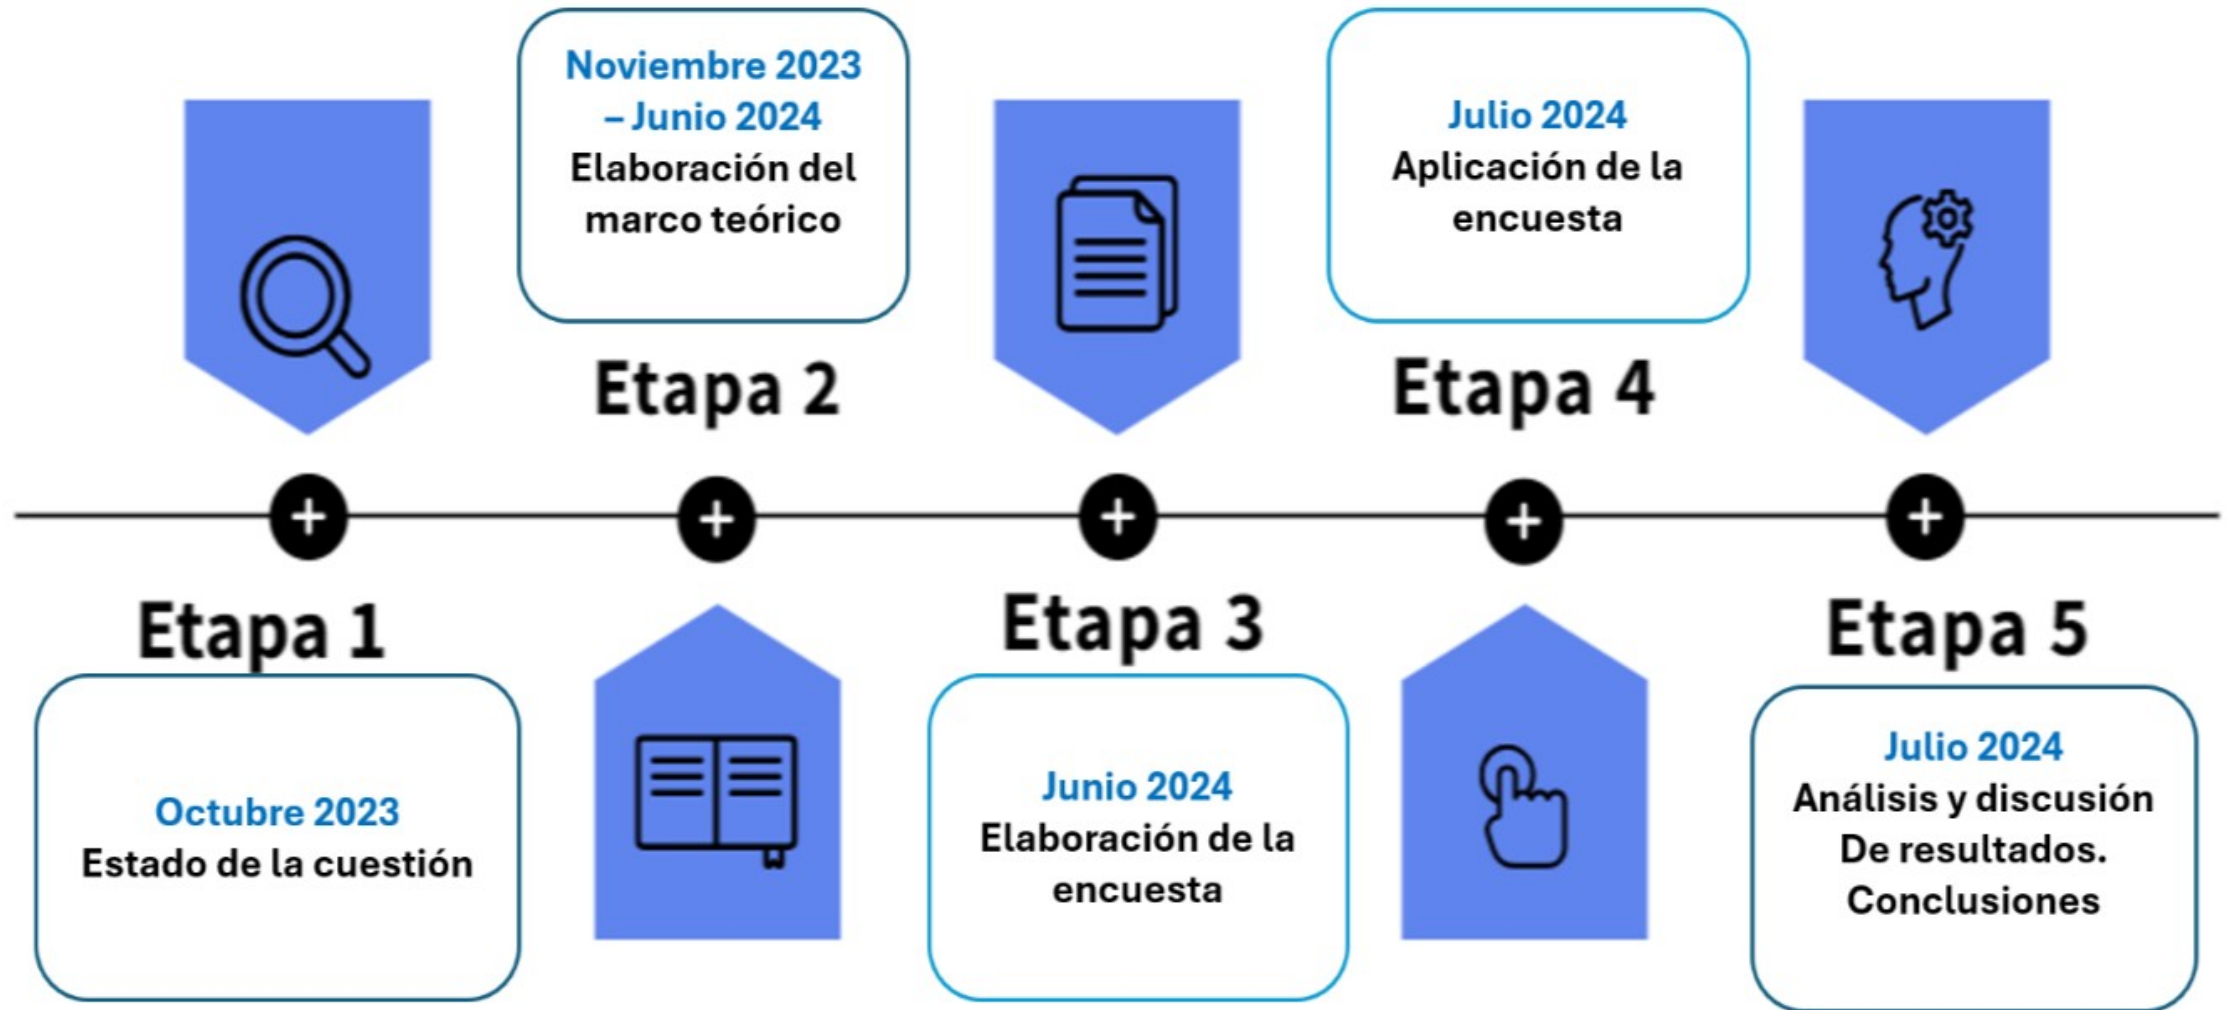 Etapa 1
Octubre 2023
Estado de la cuestión
Noviembre 2023
– Junio 2024
Elaboración del
marco teórico
Etapa 2
Etapa 3
Junio 2024
Elaboración de la
encuesta
Julio 2024
Aplicación de la
encuesta
Etapa 4
Etapa 5
Julio 2024
Análisis y discusión
De resultados.
Conclusiones